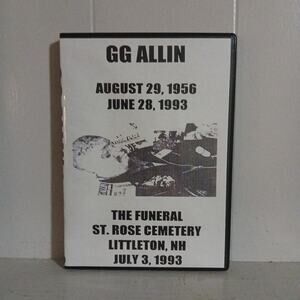 GG ALLIN
AUGUST 29, 1956
JUNE 28, 1993
THE FUNERAL
ST. ROSE CEMETERY
LITTLETON, NH
JULY 3, 1993